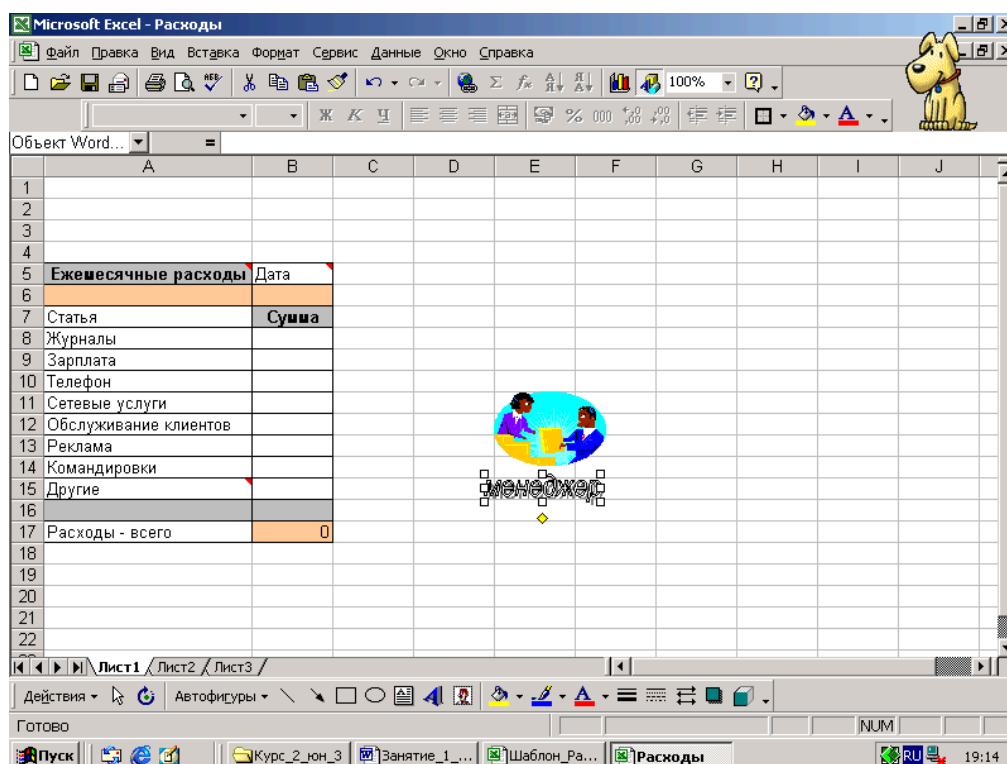 Microsoft Excel - Расходы
Файл Правка Вид Вставка Формат Сервис Данные Окно Справка
100%
Ж К Ч % 000
Объект Word... =
A B C D E F G H I J
1
2
3
4
5 Ежемесячные расходы Дата
6
7 Статья Сумма
8 Журналы
9 Зарплата
10 Телефон
11 Сетевые услуги
12 Обслуживание клиентов
13 Реклама
14 Командировки
15 Другие
менеджер
16
17 Расходы - всего 0
18
19
20
21
22
Лист1 Лист2 Лист3
Действия Автофигуры
Готово NUM
Пуск Курс_2_юн_3 Занятие_1_... Шаблон_Ра... Расходы RU 19:14